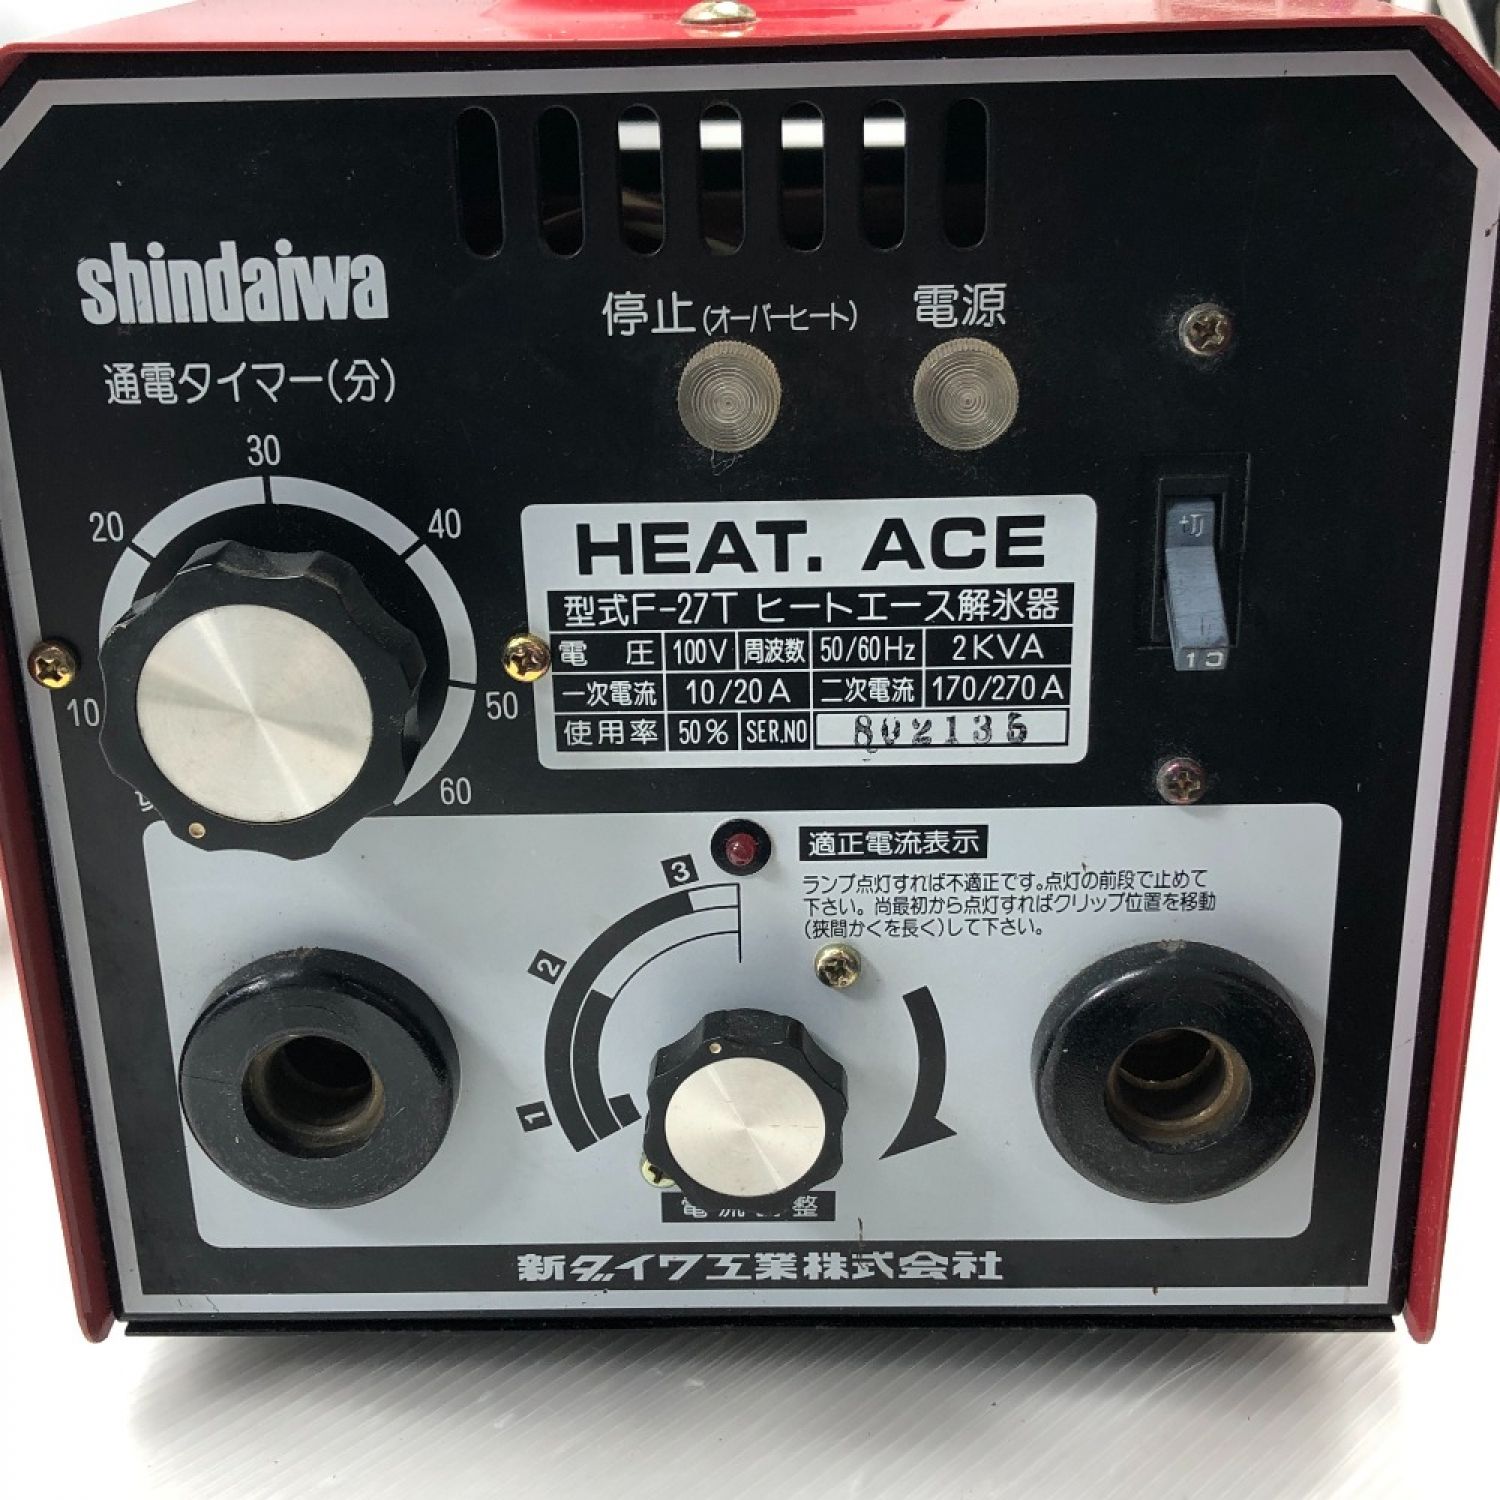 shindaiwa
停止(オーバーヒート)
電源
通電タイマー(分)
10
20
30
40
50
60
切
HEAT. ACE
型式F-27T ヒートエース解氷器
電 圧 100V 周波数 50/60Hz 2KVA
一次電流 10/20A 二次電流 170/270A
使用率 50% SER.NO 802135
適正電流表示
ランプ点灯すれば不適正です。点灯の前段で止めて
下さい。尚最初から点灯すればクリップ位置を移動
(狭間かくを長く)して下さい。
1
2
3
新ダイワ工業株式会社